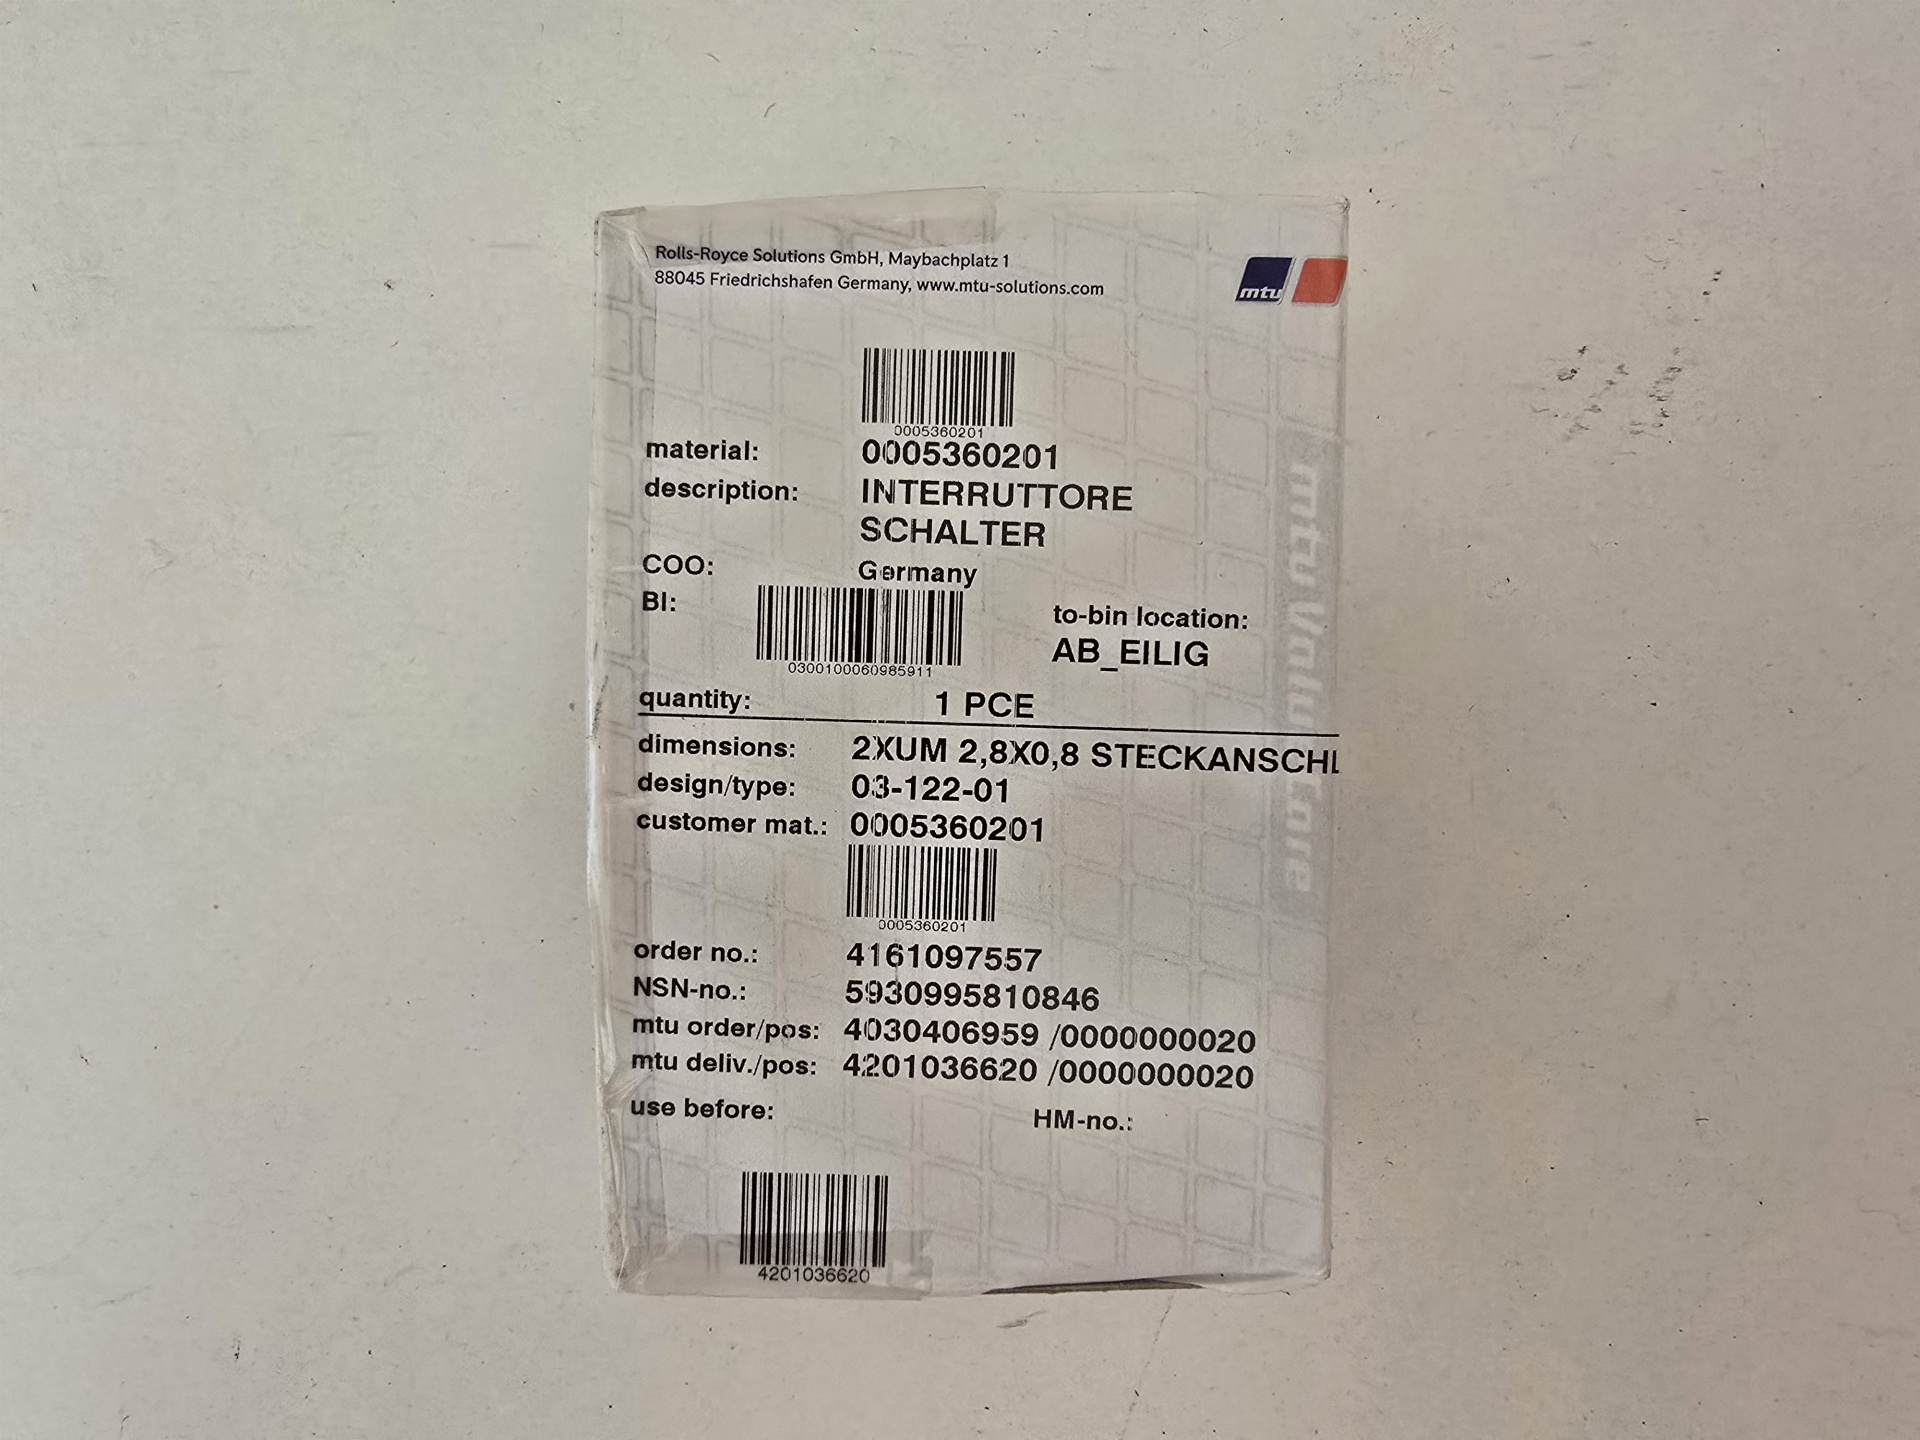 Rolls-Royce Solutions GmbH, Maybachplatz 1
88045 Friedrichshafen Germany, www.mtu-solutions.com
mtu
0005360201
material: 0005360201
description: INTERRUTTORE
SCHALTER
COO: Germany
BI:
0300100060985911
to-bin location:
AB_EILIG
quantity: 1 PCE
dimensions: 2XUM 2,8X0,8 STECKANSCHL
design/type: 03-122-01
customer mat.: 0005360201
0005360201
order no.: 4161097557
NSN-no.: 5930995810846
mtu order/pos: 4030406959 /0000000020
mtu deliv./pos: 4201036620 /0000000020
use before: HM-no.:
4201036620
mtu ValueCare